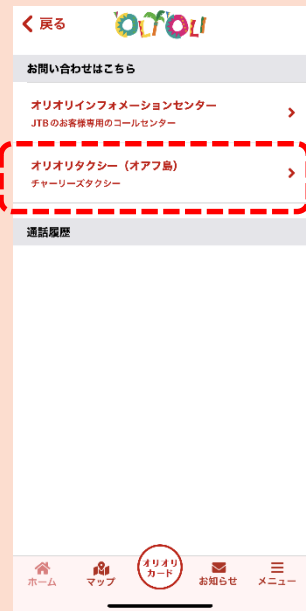 戻る
'OLI'OLI
お問い合わせはこちら
オリオリインフォメーションセンター
JTBのお客様専用のコールセンター
オリオリタクシー（オアフ島）
チャーリーズタクシー
通話履歴
ホーム
マップ
オリオリ
カード
お知らせ
メニュー